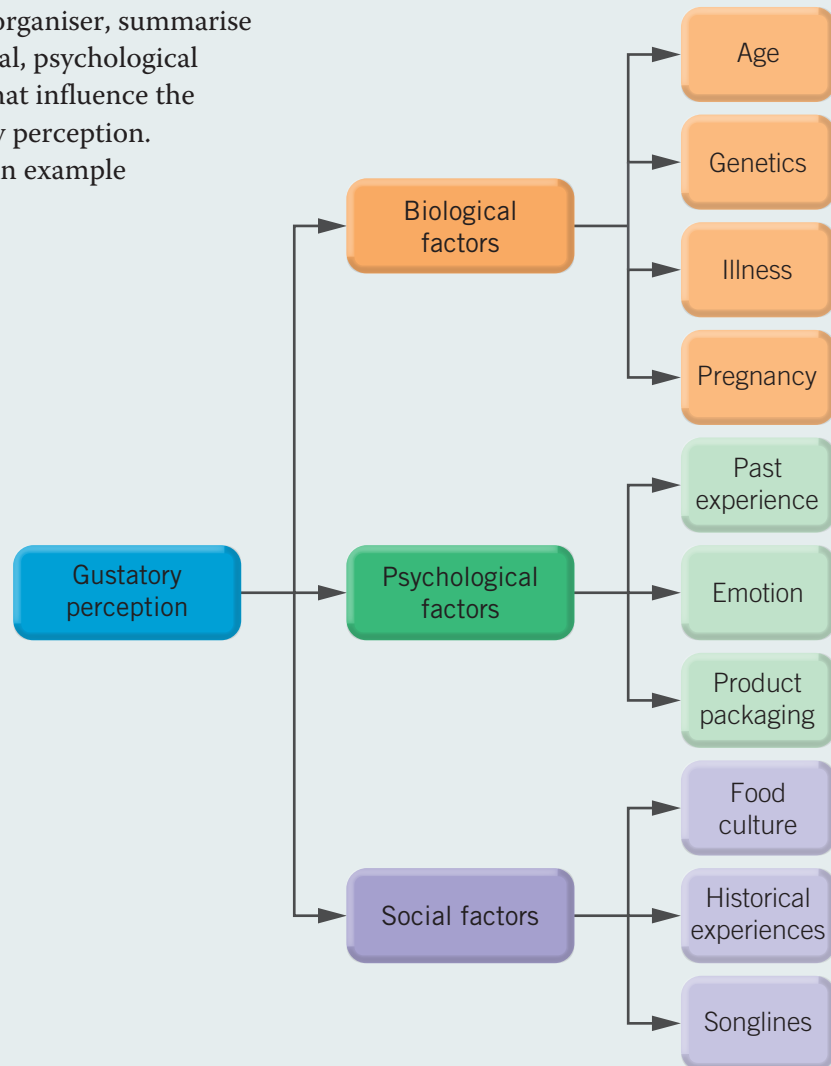 organiser, summarise
al, psychological
hat influence the
y perception.
n example
Gustatory
perception
Biological
factors
Age
Genetics
Illness
Pregnancy
Psychological
factors
Past
experience
Emotion
Product
packaging
Social factors
Food
culture
Historical
experiences
Songlines